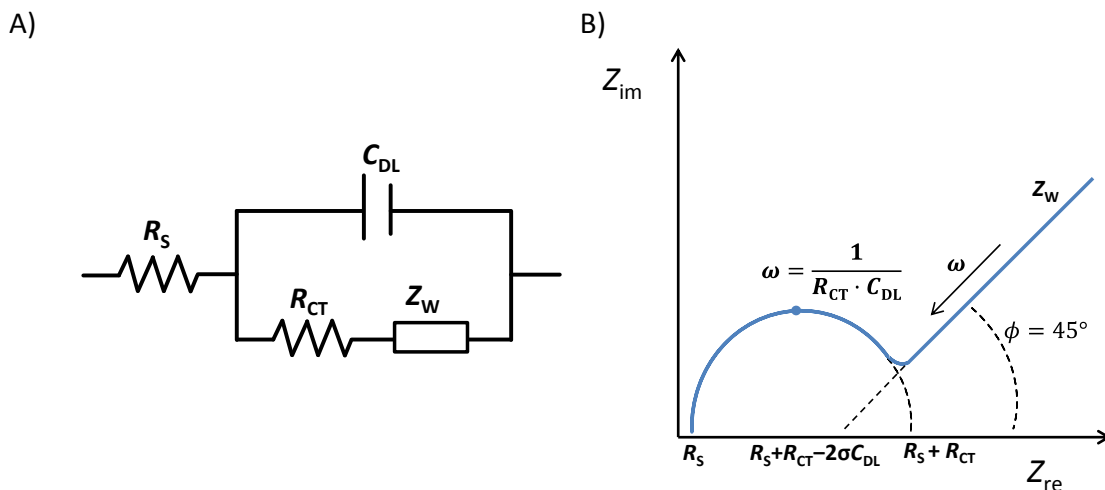 A)
C_DL
R_S
R_CT
Z_W
B)
Z_im
Z_W
ω = 1 / (R_CT · C_DL)
ω
ϕ = 45°
R_S
R_S+R_CT−2σC_DL
R_S + R_CT
Z_re